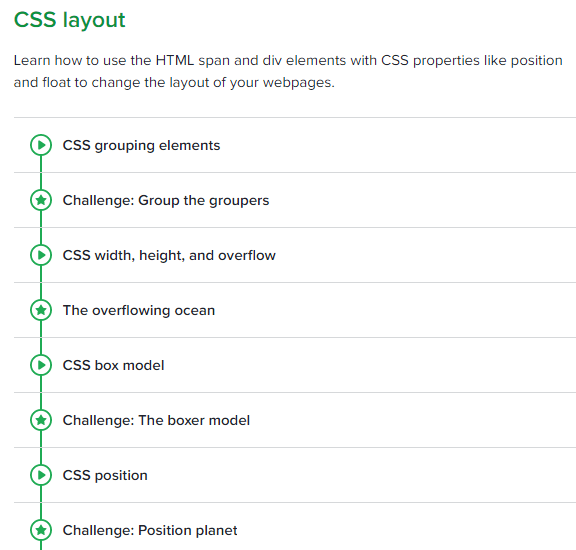 CSS layout
Learn how to use the HTML span and div elements with CSS properties like position
and float to change the layout of your webpages.
CSS grouping elements
Challenge: Group the groupers
CSS width, height, and overflow
The overflowing ocean
CSS box model
Challenge: The boxer model
CSS position
Challenge: Position planet